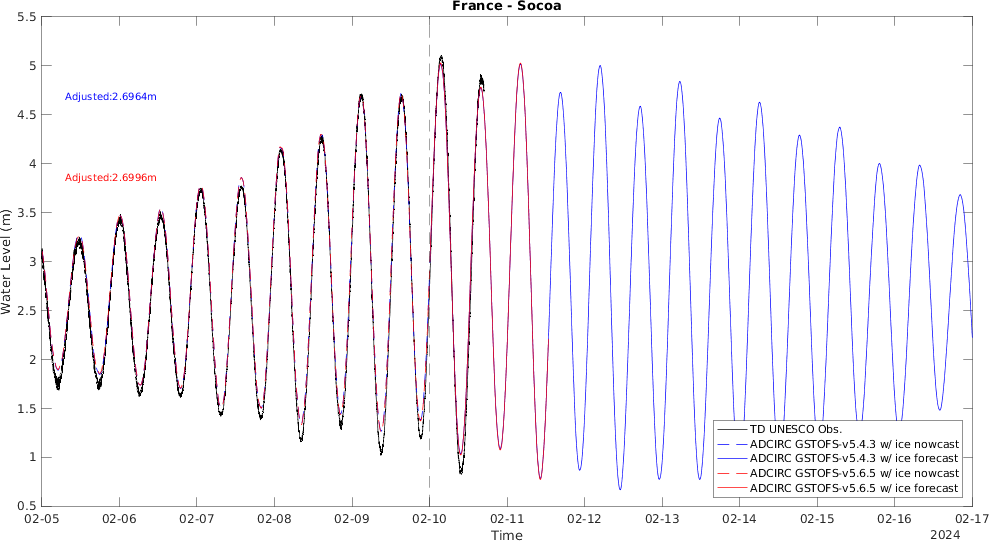 France - Socoa
5.5
5
4.5
4
3.5
3
2.5
2
1.5
1
0.5
Water Level (m)
Adjusted:2.6964m
Adjusted:2.6996m
TD UNESCO Obs.
ADCIRC GSTOFS-v5.4.3 w/ ice nowcast
ADCIRC GSTOFS-v5.4.3 w/ ice forecast
ADCIRC GSTOFS-v5.6.5 w/ ice nowcast
ADCIRC GSTOFS-v5.6.5 w/ ice forecast
02-05 02-06 02-07 02-08 02-09 02-10 02-11 02-12 02-13 02-14 02-15 02-16 02-17
Time
2024